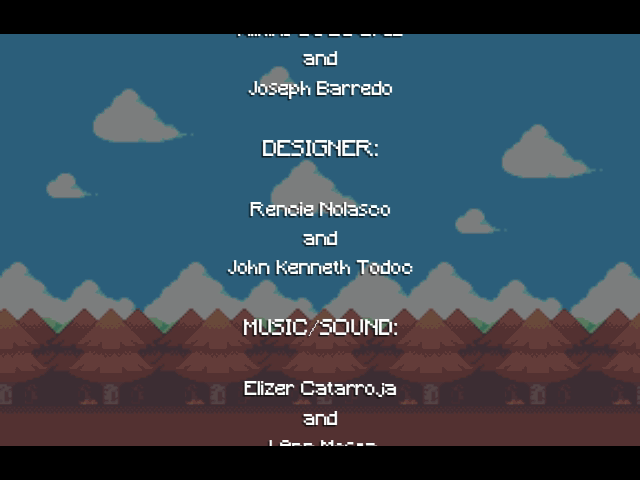 and
Joseph Barredo
DESIGNER:
Rencie Nolasco
and
John Kenneth Todoc
MUSIC/SOUND:
Elizer Catarroja
and